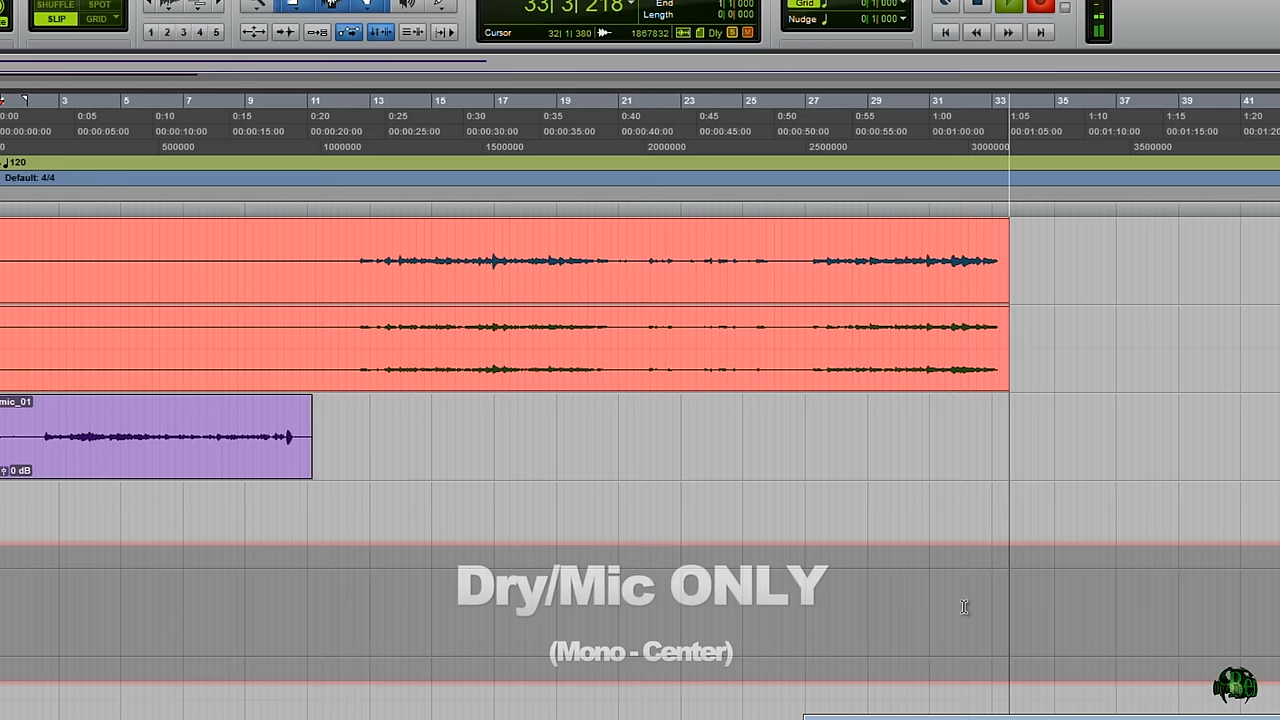 SHUFFLE SPOT
SLIP GRID
1 2 3 4 5
33| 3| 218
End 1| 1| 000
Length 0| 0| 000
Cursor 32| 1| 380 1867832 Dly S M
Grid 0| 1| 000
Nudge 0| 1| 000
3 5 7 9 11 13 15 17 19 21 23 25 27 29 31 33 35 37 39 41
0:00 0:05 0:10 0:15 0:20 0:25 0:30 0:35 0:40 0:45 0:50 0:55 1:00 1:05 1:10 1:15 1:20
00:00:00:00 00:00:05:00 00:00:10:00 00:00:15:00 00:00:20:00 00:00:25:00 00:00:30:00 00:00:35:00 00:00:40:00 00:00:45:00 00:00:50:00 00:00:55:00 00:01:00:00 00:01:05:00 00:01:10:00 00:01:15:00 00:01:20
0 500000 1000000 1500000 2000000 2500000 3000000 3500000
♩120
Default: 4/4
mic_01
0 dB
Dry/Mic ONLY
(Mono - Center)